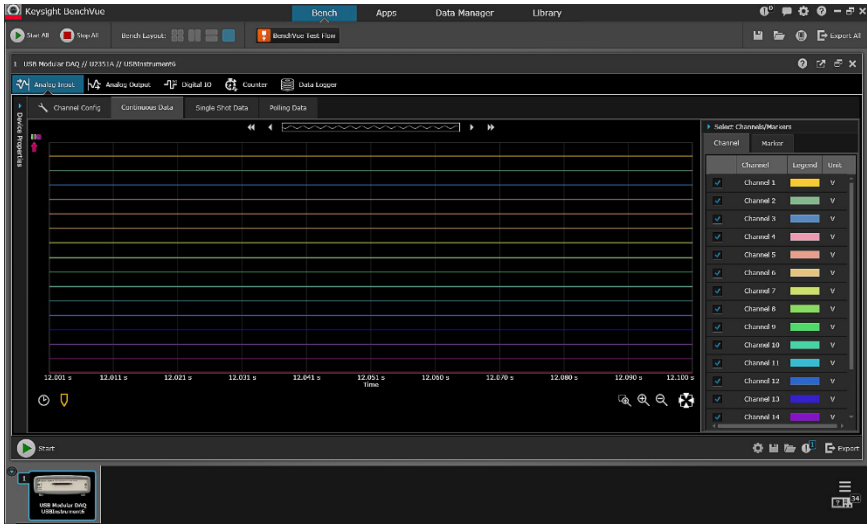 Keysight BenchVue
Bench
Apps
Data Manager
Library
Start All
Stop All
Bench Layout:
BenchVue Test Flow
Export All
1 USB Modular DAQ // U2351A // USBInstrument6
Analog Input
Analog Output
Digital IO
Counter
Data Logger
Device Properties
Channel Config
Continuous Data
Single Shot Data
Polling Data
Select Channels/Markers
Channel
Marker
Channel Legend Unit
Channel 1 V
Channel 2 V
Channel 3 V
Channel 4 V
Channel 5 V
Channel 6 V
Channel 7 V
Channel 8 V
Channel 9 V
Channel 10 V
Channel 11 V
Channel 12 V
Channel 13 V
Channel 14 V
12.001 s 12.011 s 12.021 s 12.031 s 12.041 s 12.051 s 12.060 s 12.070 s 12.080 s 12.090 s 12.100 s
Time
Start
1
Export
1
USB Modular DAQ
USBInstrument6
34